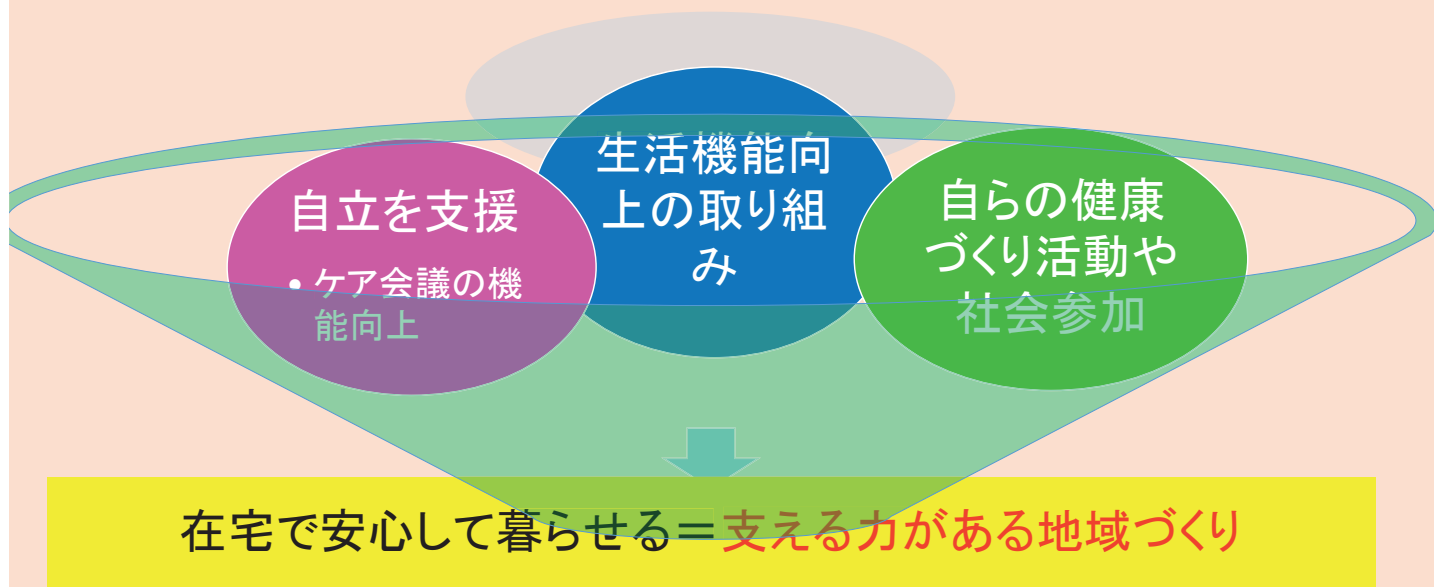 自立を支援
• ケア会議の機
能向上
生活機能向
上の取り組
み
自らの健康
づくり活動や
社会参加
在宅で安心して暮らせる＝支える力がある地域づくり